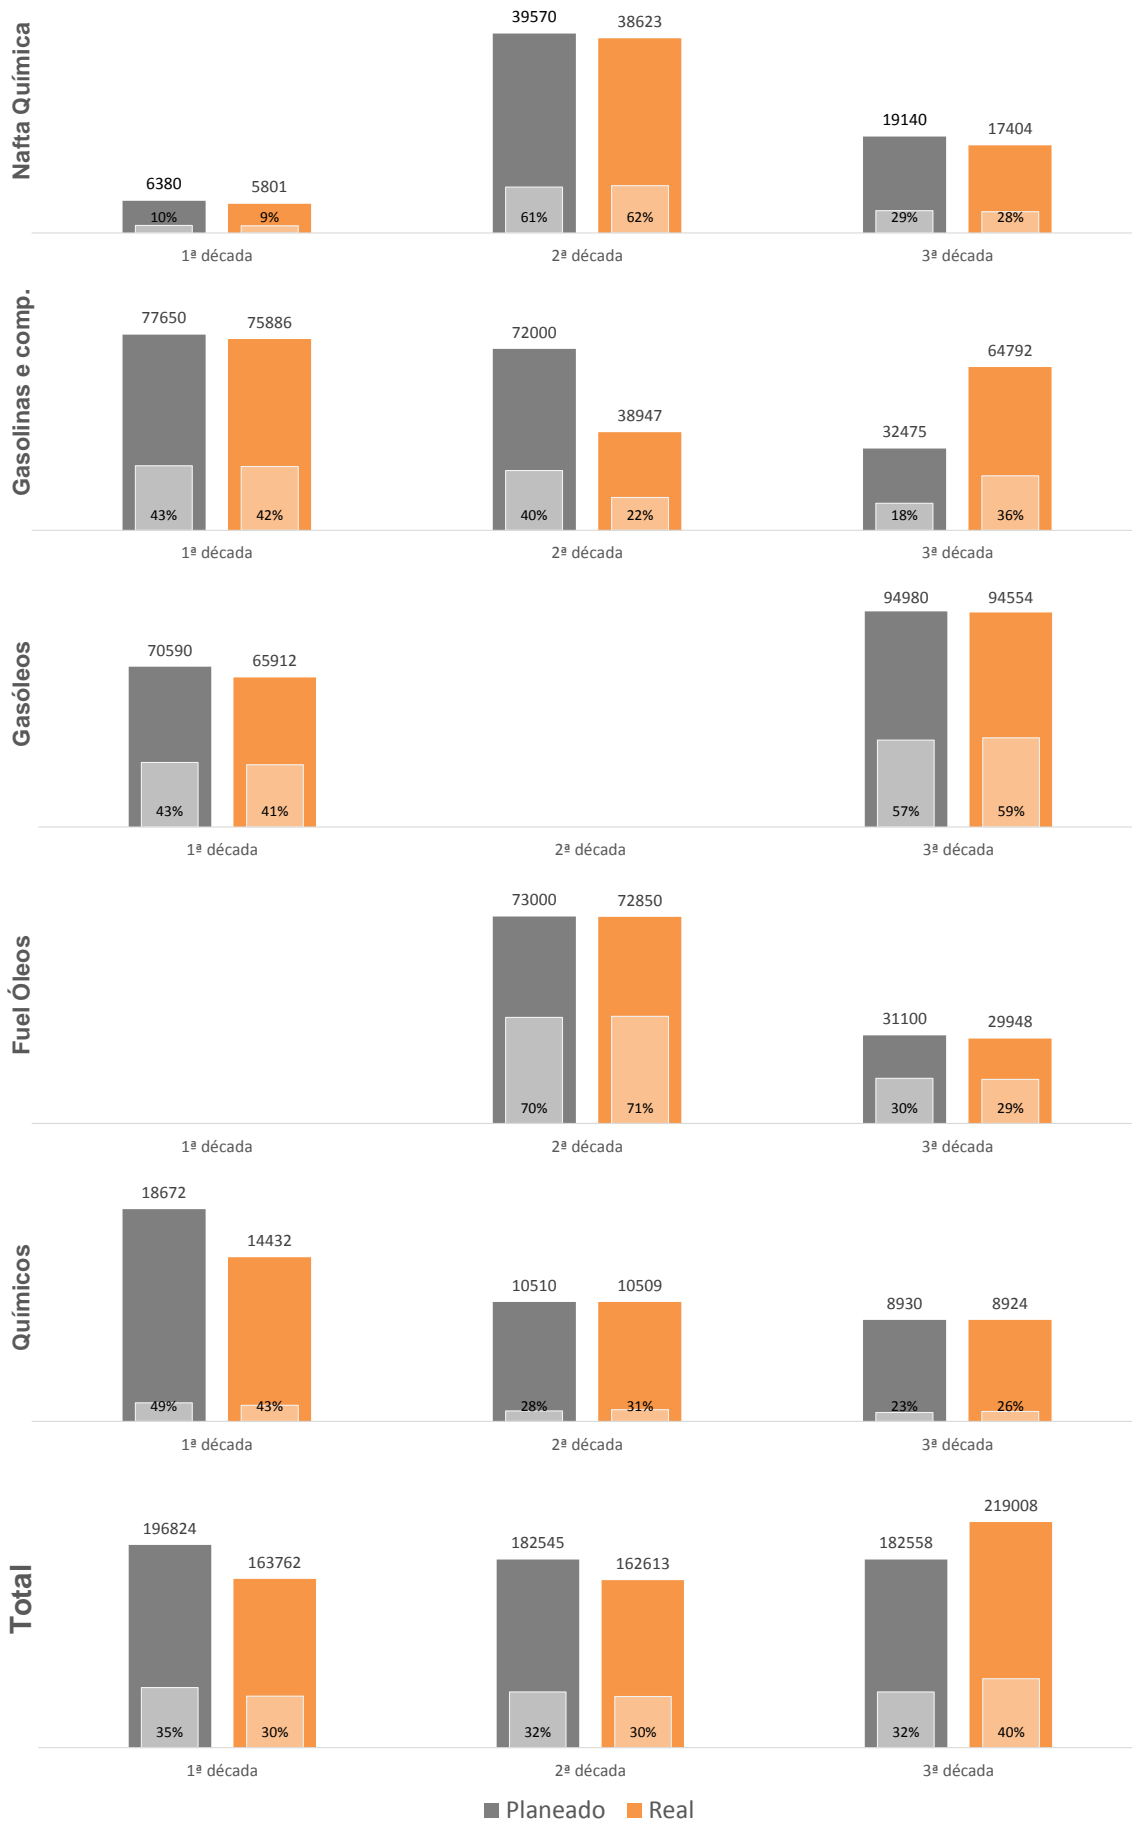 Nafta Química
39570 38623
19140 17404
6380 5801
10% 9% 61% 62% 29% 28%
1ª década 2ª década 3ª década
Gasolinas e comp.
77650 75886 72000 64792
38947 32475
43% 42% 40% 22% 18% 36%
1ª década 2ª década 3ª década
Gasóleos
94980 94554
70590 65912
43% 41% 57% 59%
1ª década 2ª década 3ª década
Fuel Óleos
73000 72850
31100 29948
70% 71% 30% 29%
1ª década 2ª década 3ª década
Químicos
18672 14432
10510 10509 8930 8924
49% 43% 28% 31% 23% 26%
1ª década 2ª década 3ª década
Total
196824 163762 182545 162613 182558 219008
35% 30% 32% 30% 32% 40%
1ª década 2ª década 3ª década
Planeado Real